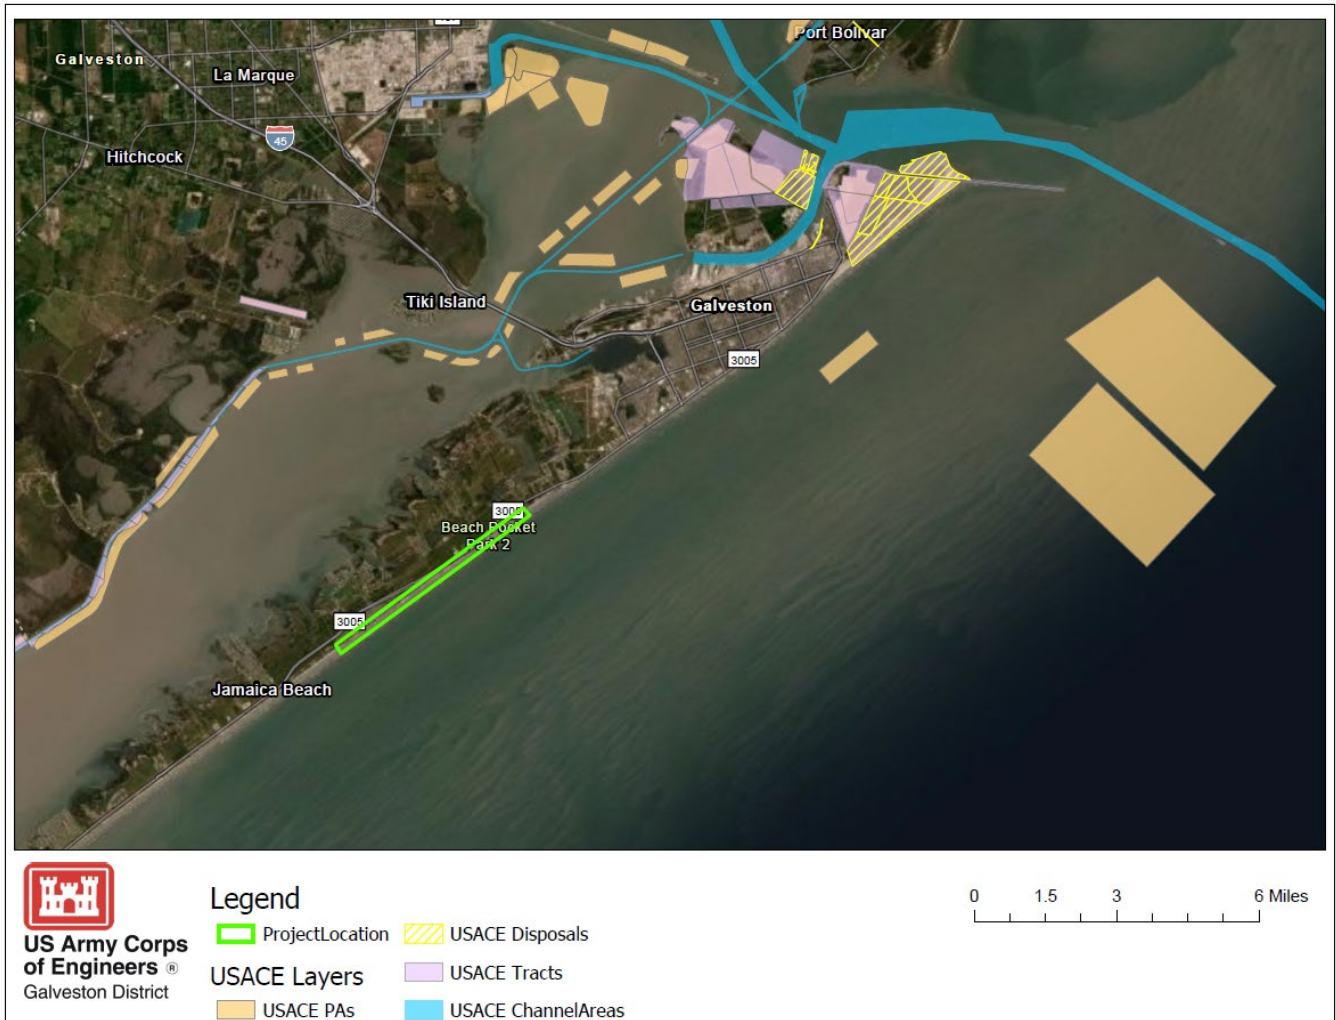 Port Bolivar
Galveston
La Marque
45
Hitchcock
Tiki Island
Galveston
3005
3005
Beach Pocket
Park 2
3005
Jamaica Beach
US Army Corps
of Engineers ®
Galveston District
Legend
ProjectLocation
USACE Disposals
USACE Layers
USACE Tracts
USACE PAs
USACE ChannelAreas
0 1.5 3 6 Miles